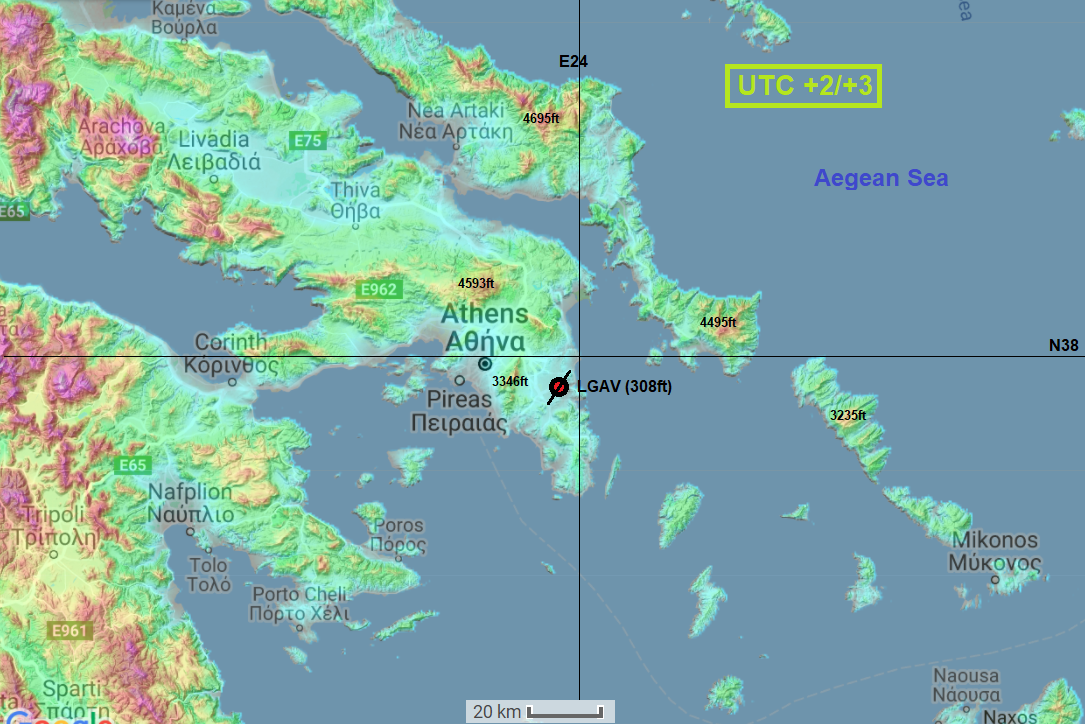 Καμένα
Βούρλα
ea
E24
UTC +2/+3
Nea Artaki
Νέα Αρτάκη
4695ft
Arachova
Αράχοβα
Livadia
Λειβαδιά
E75
Aegean Sea
Thiva
Θήβα
E65
E962
4593ft
Athens
Αθήνα
4495ft
Corinth
Κόρινθος
N38
3346ft
LGAV (308ft)
Pireas
Πειραιάς
3235ft
E65
Nafplion
Ναύπλιο
Tripoli
Τρίπολη
Poros
Πόρος
Mikonos
Μύκονος
Tolo
Τολό
Porto Cheli
Πόρτο Χέλι
E961
Sparti
Σπάρτη
Naousa
Νάουσα
Naxos
Google
20 km